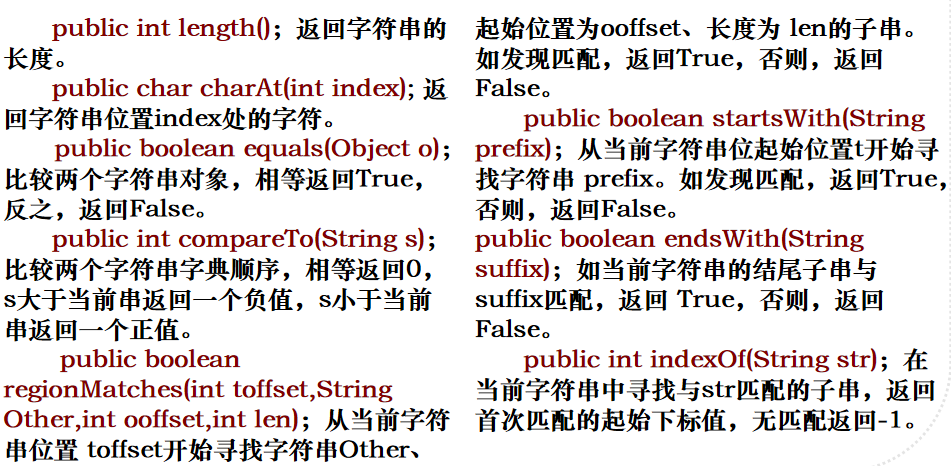 public int length()；返回字符串的
长度。
public char charAt(int index); 返
回字符串位置index处的字符。
public boolean equals(Object o)；
比较两个字符串对象，相等返回True，
反之，返回False。
public int compareTo(String s)；
比较两个字符串字典顺序，相等返回0，
s大于当前串返回一个负值，s小于当前
串返回一个正值。
public boolean
regionMatches(int toffset,String
Other,int ooffset,int len)；从当前字符
串位置 toffset开始寻找字符串Other、
起始位置为ooffset、长度为 len的子串。
如发现匹配，返回True，否则，返回
False。
public boolean startsWith(String
prefix)；从当前字符串位起始位置t开始寻
找字符串 prefix。如发现匹配，返回True，
否则，返回False。
public boolean endsWith(String
suffix)；如当前字符串的结尾子串与
suffix匹配，返回 True，否则，返回
False。
public int indexOf(String str)；在
当前字符串中寻找与str匹配的子串，返回
首次匹配的起始下标值，无匹配返回-1。